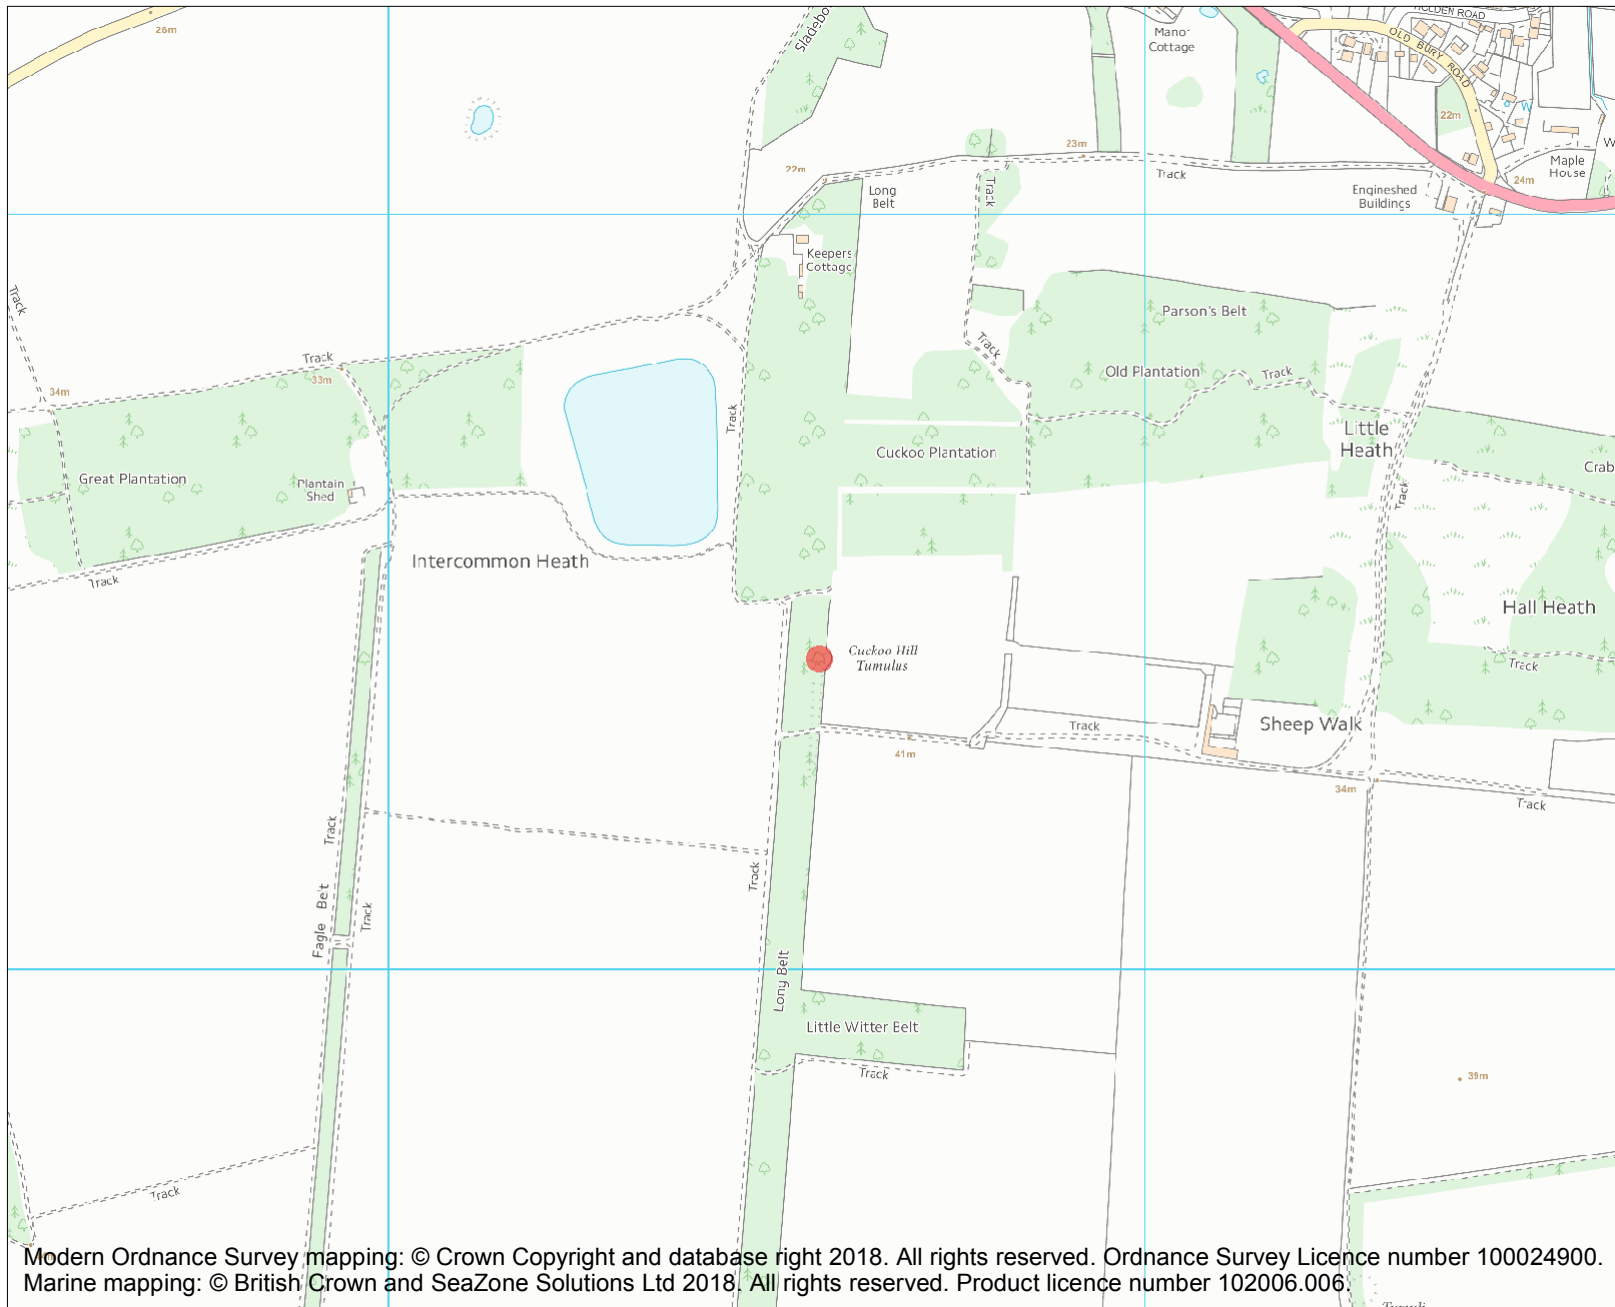 26m
Sladebo
HOLDEN ROAD
OLD BURY ROAD
Manor
Cottage
22m
W
W
Maple
House
24m
23m
Track
Engineshed
Buildings
22m
Long
Belt
Track
Keepers
Cottage
Track
Parson's Belt
Track
Old Plantation
Track
Track
33m
34m
Track
Little
Heath
Cuckoo Plantation
Crab
Great Plantation
Plantain
Shed
Track
Intercommon Heath
Track
Hall Heath
Cuckoo Hill
Tumulus
Track
Sheep Walk
Track
41m
34m
Track
Track
Track
Eagle Belt
Track
Long Belt
Little Witter Belt
Track
39m
Track
Modern Ordnance Survey mapping: © Crown Copyright and database right 2018. All rights reserved. Ordnance Survey Licence number 100024900.
Marine mapping: © British Crown and SeaZone Solutions Ltd 2018. All rights reserved. Product licence number 102006.006.
Tumuli